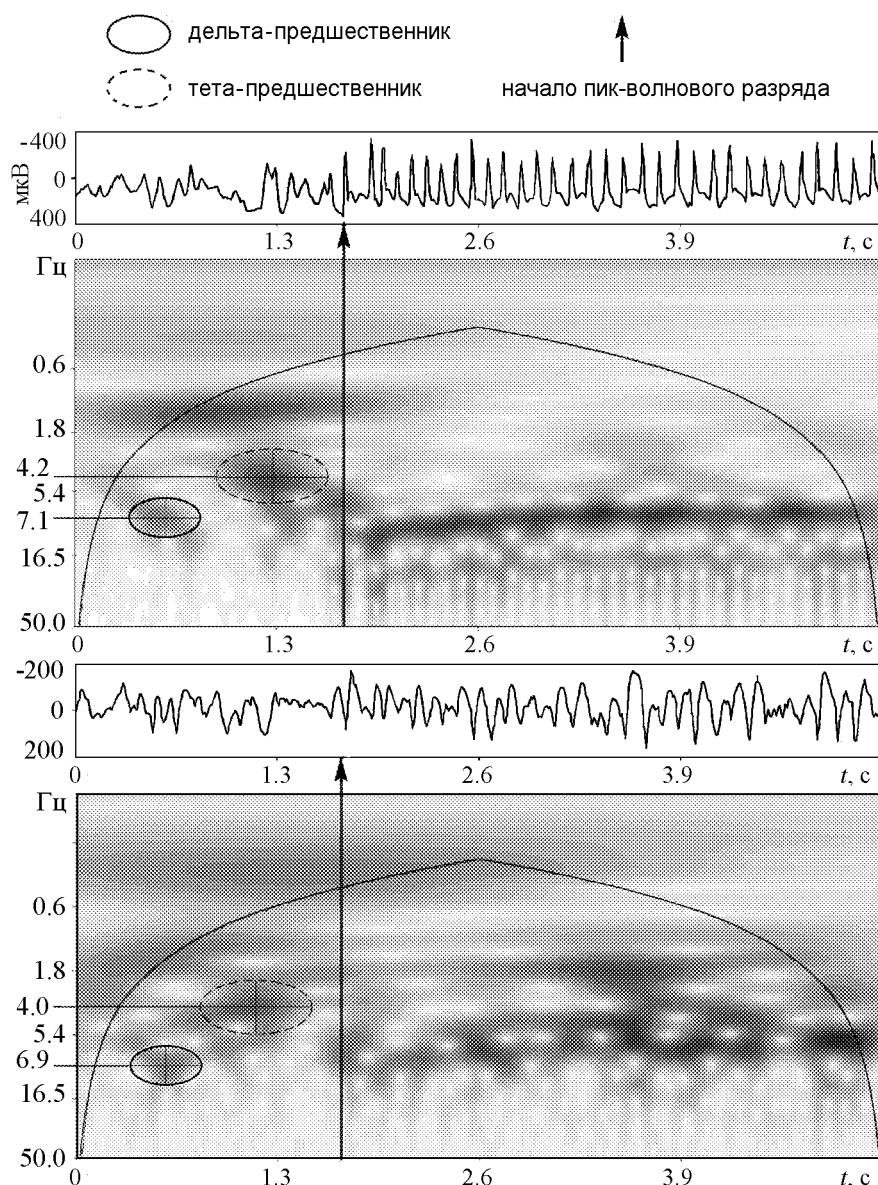 дельта-предшественник
тета-предшественник
начало пик-волнового разряда
-400
0
400
мкВ
0 1.3 2.6 3.9 t, с
Гц
0.6
1.8
4.2
5.4
7.1
16.5
50.0
0 1.3 2.6 3.9 t, с
-200
0
200
0 1.3 2.6 3.9 t, с
Гц
0.6
1.8
4.0
5.4
6.9
16.5
50.0
0 1.3 2.6 3.9 t, с